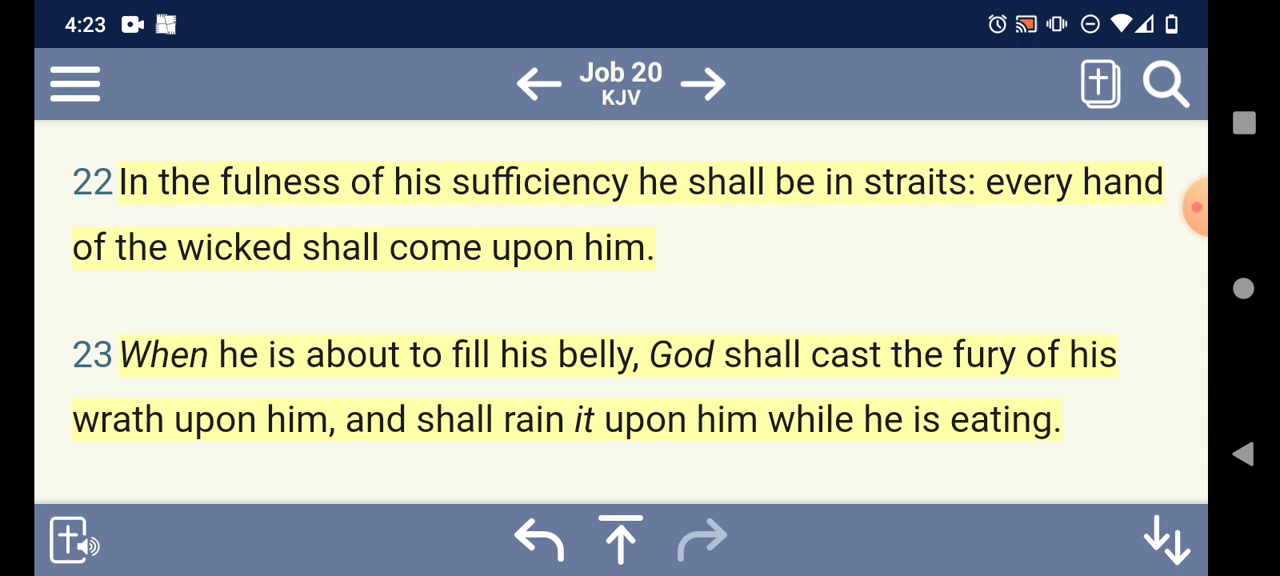 4:23
Job 20
KJV
22 In the fulness of his sufficiency he shall be in straits: every hand
of the wicked shall come upon him.
23 When he is about to fill his belly, God shall cast the fury of his
wrath upon him, and shall rain it upon him while he is eating.